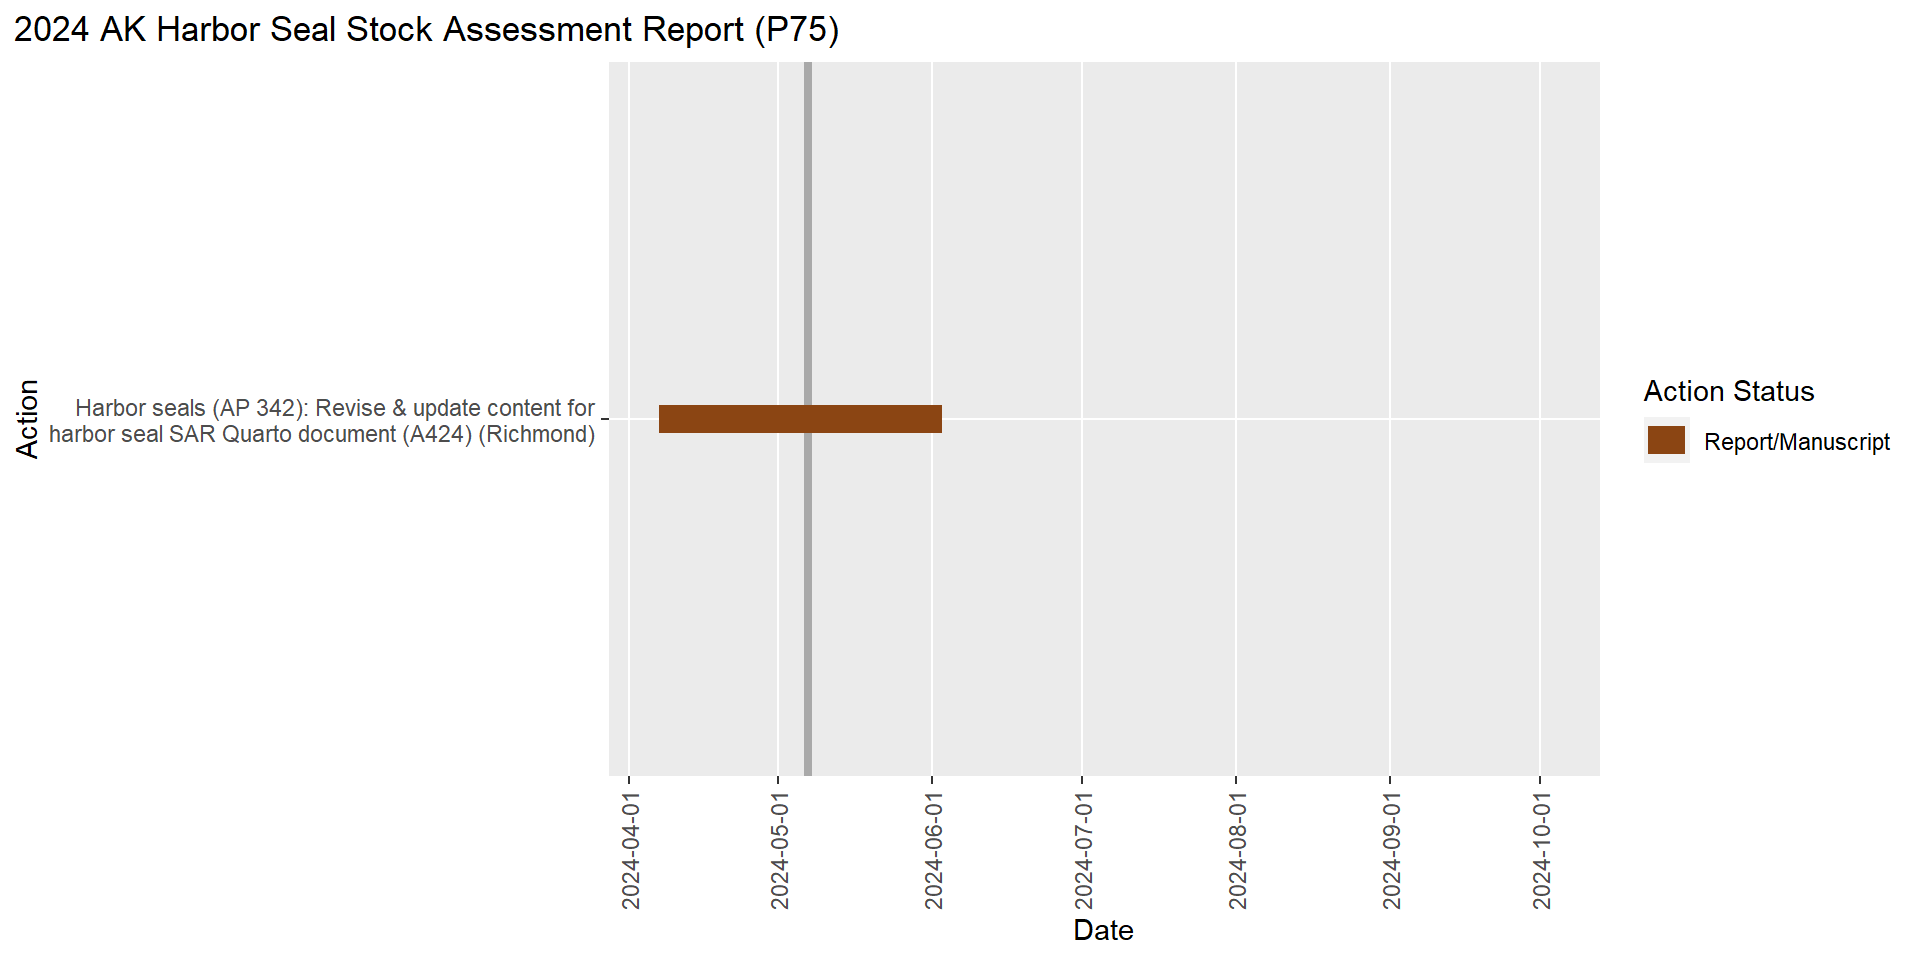 2024 AK Harbor Seal Stock Assessment Report (P75)
Action
Harbor seals (AP 342): Revise & update content for
harbor seal SAR Quarto document (A424) (Richmond)
Action Status
Report/Manuscript
2024-04-01
2024-05-01
2024-06-01
2024-07-01
2024-08-01
2024-09-01
2024-10-01
Date